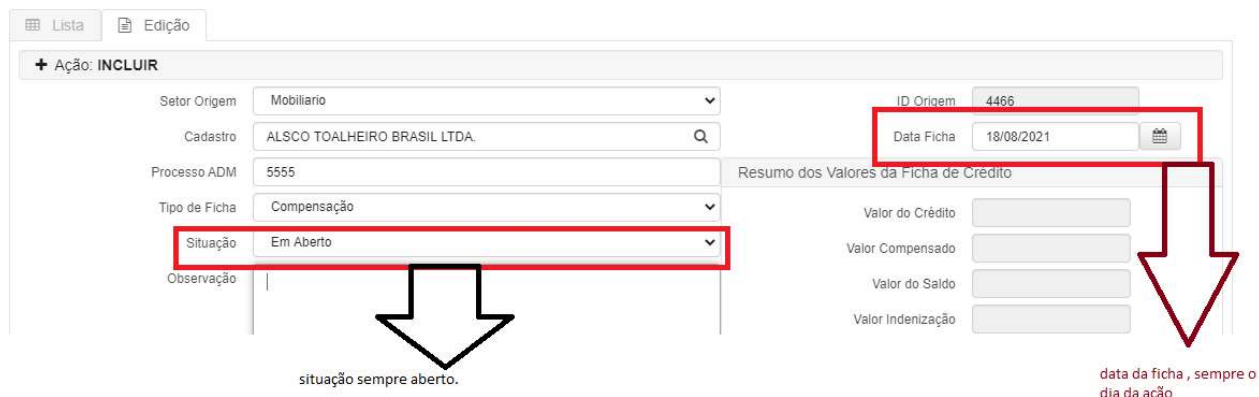 Lista Edição
+ Ação: INCLUIR
Setor Origem Mobiliario ID Origem 4466
Cadastro ALSCO TOALHEIRO BRASIL LTDA. Data Ficha 18/08/2021
Processo ADM 5555 Resumo dos Valores da Ficha de Crédito
Tipo de Ficha Compensação Valor do Crédito
Situação Em Aberto Valor Compensado
Observação Valor do Saldo
Valor Indenização
situação sempre aberto.
data da ficha , sempre o
dia da ação